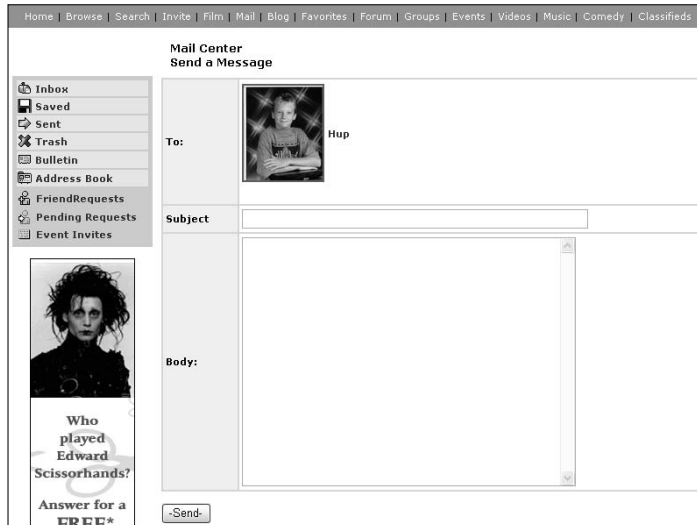 Home | Browse | Search | Invite | Film | Mail | Blog | Favorites | Forum | Groups | Events | Videos | Music | Comedy | Classifieds
Mail Center
Send a Message
Inbox
Saved
Sent
Trash
Bulletin
Address Book
FriendRequests
Pending Requests
Event Invites
To:
Hup
Subject
Body:
-Send-
Who
played
Edward
Scissorhands?
Answer for a
FREE*